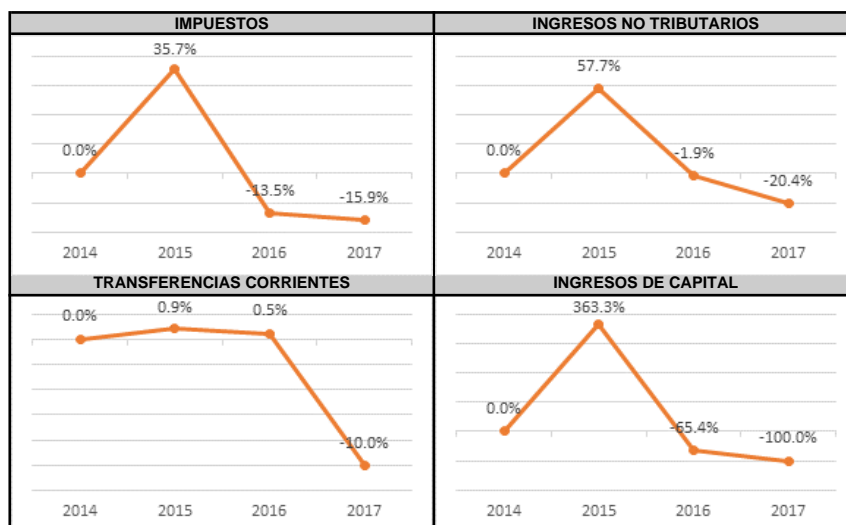 IMPUESTOS
35.7%
0.0%
-13.5%
-15.9%
2014 2015 2016 2017
INGRESOS NO TRIBUTARIOS
57.7%
0.0%
-1.9%
-20.4%
2014 2015 2016 2017
TRANSFERENCIAS CORRIENTES
0.0% 0.9% 0.5%
-10.0%
2014 2015 2016 2017
INGRESOS DE CAPITAL
363.3%
0.0%
-65.4%
-100.0%
2014 2015 2016 2017